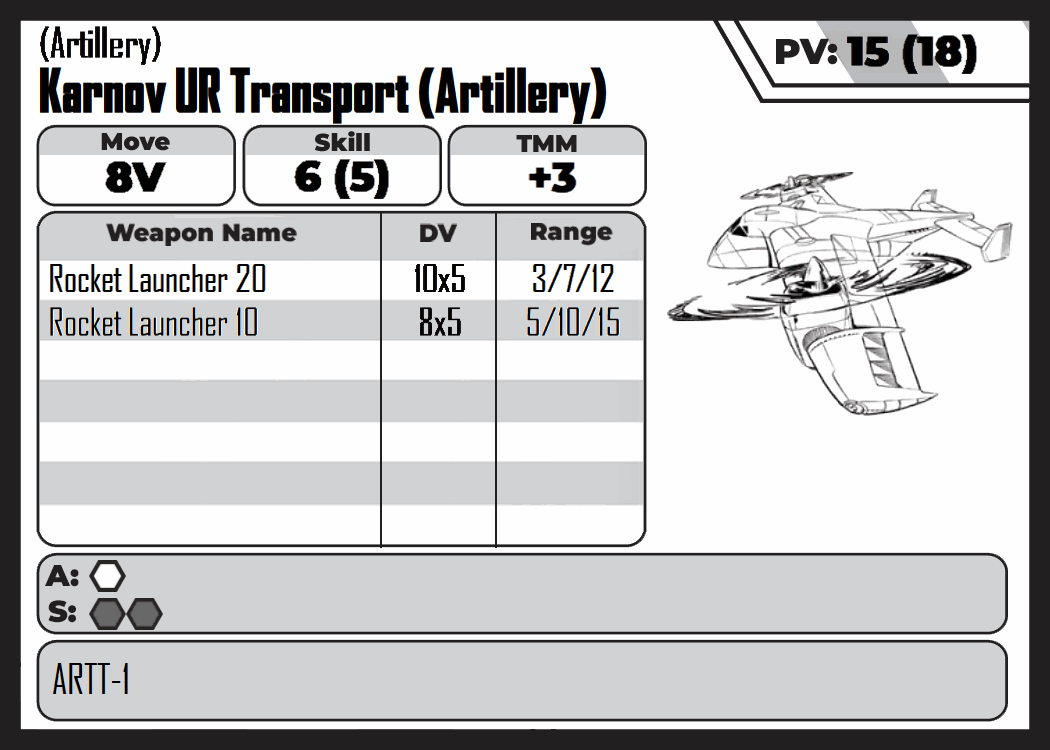 (Artillery)
Karnov UR Transport (Artillery)
PV: 15 (18)
Move Skill TMM
8V 6 (5) +3
Weapon Name DV Range
Rocket Launcher 20 10x5 3/7/12
Rocket Launcher 10 8x5 5/10/15
A:
S:
ARTT-1